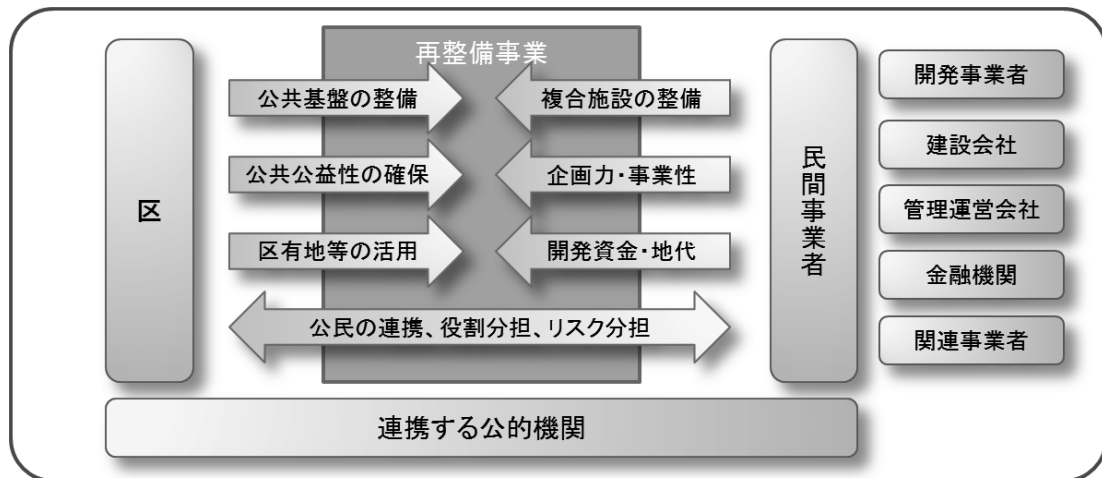 再整備事業
区
公共基盤の整備
複合施設の整備
公共公益性の確保
企画力・事業性
区有地等の活用
開発資金・地代
公民の連携、役割分担、リスク分担
民間事業者
開発事業者
建設会社
管理運営会社
金融機関
関連事業者
連携する公的機関